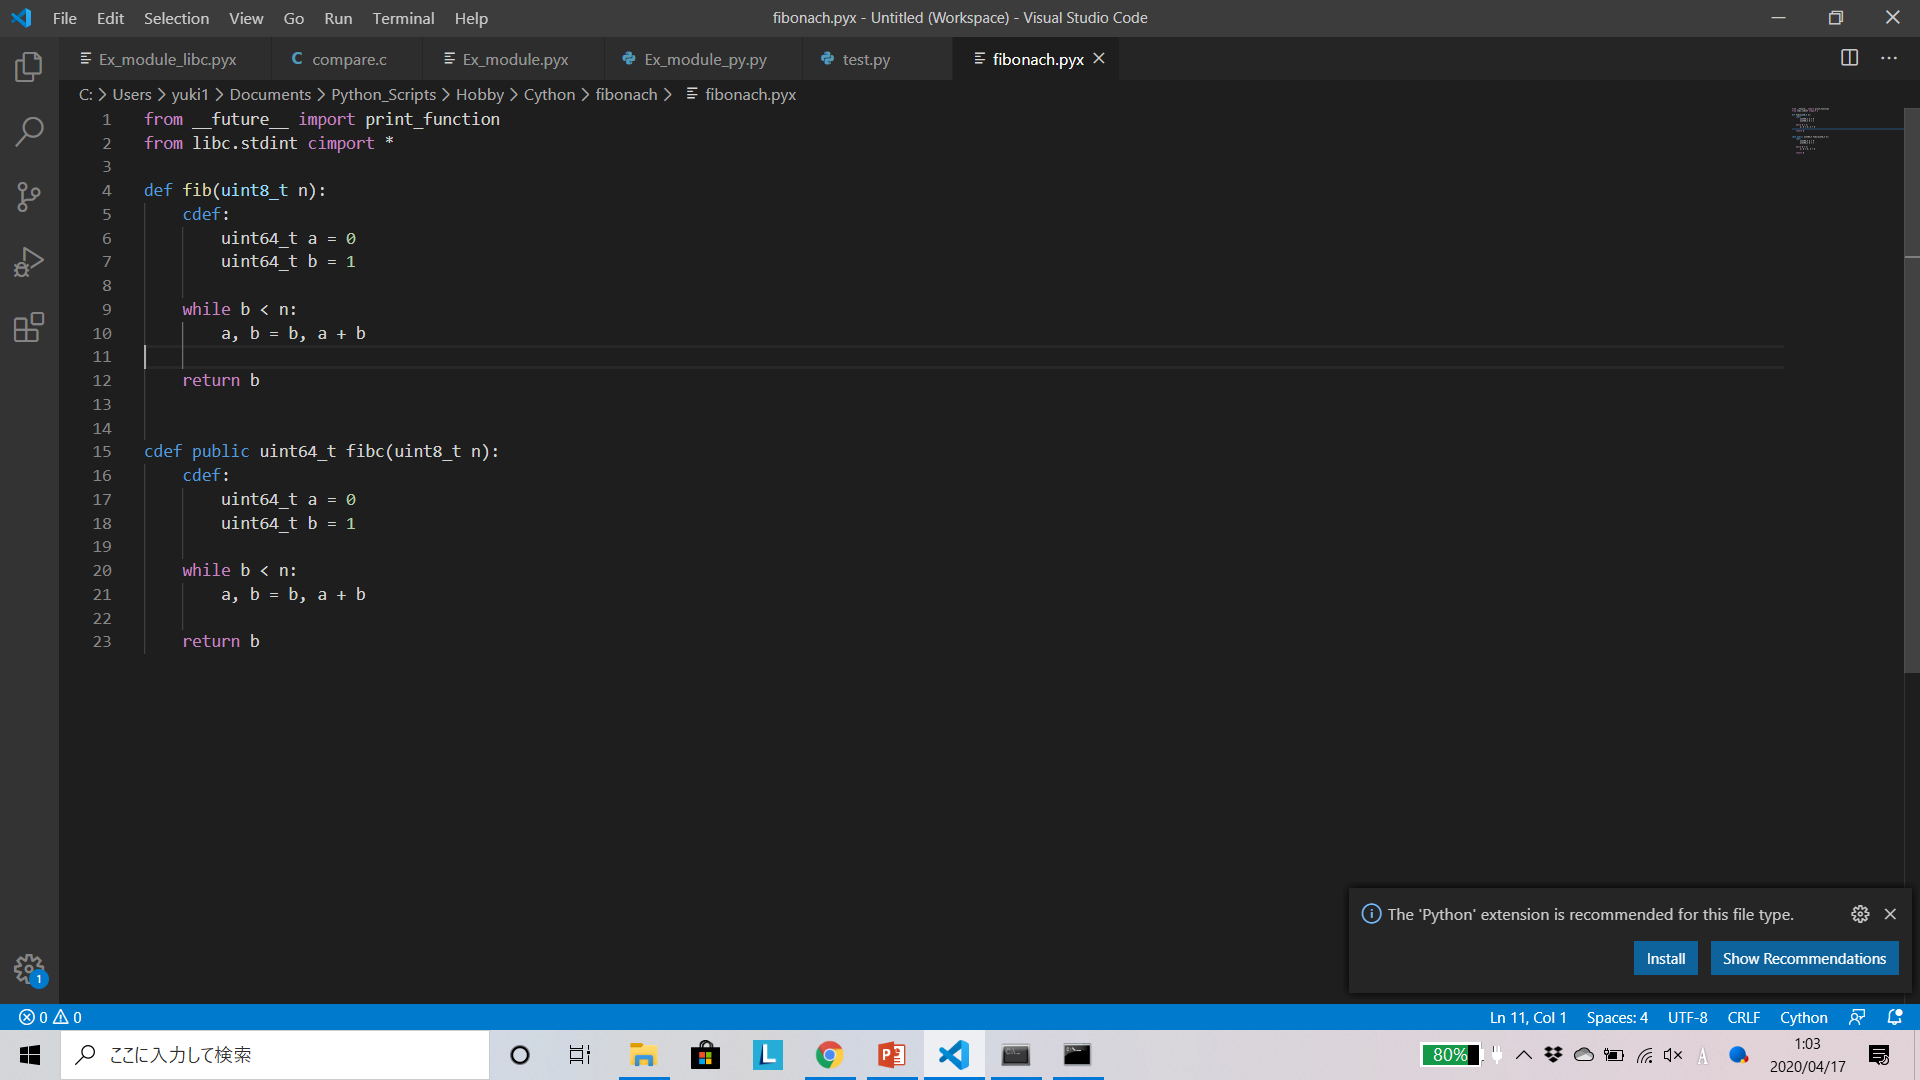 File Edit Selection View Go Run Terminal Help
fibonach.pyx - Untitled (Workspace) - Visual Studio Code
Ex_module_libc.pyx
C compare.c
Ex_module.pyx
Ex_module_py.py
test.py
fibonach.pyx
C: > Users > yuki1 > Documents > Python_Scripts > Hobby > Cython > fibonach > fibonach.pyx
1 from __future__ import print_function
2 from libc.stdint cimport *
3
4 def fib(uint8_t n):
5     cdef:
6         uint64_t a = 0
7         uint64_t b = 1
8
9     while b < n:
10         a, b = b, a + b
11
12     return b
13
14
15 cdef public uint64_t fibc(uint8_t n):
16     cdef:
17         uint64_t a = 0
18         uint64_t b = 1
19
20     while b < n:
21         a, b = b, a + b
22
23     return b
The 'Python' extension is recommended for this file type.
Install
Show Recommendations
1
0 0
Ln 11, Col 1 Spaces: 4 UTF-8 CRLF Cython
ここに入力して検索
L
80%
A
1:03
2020/04/17